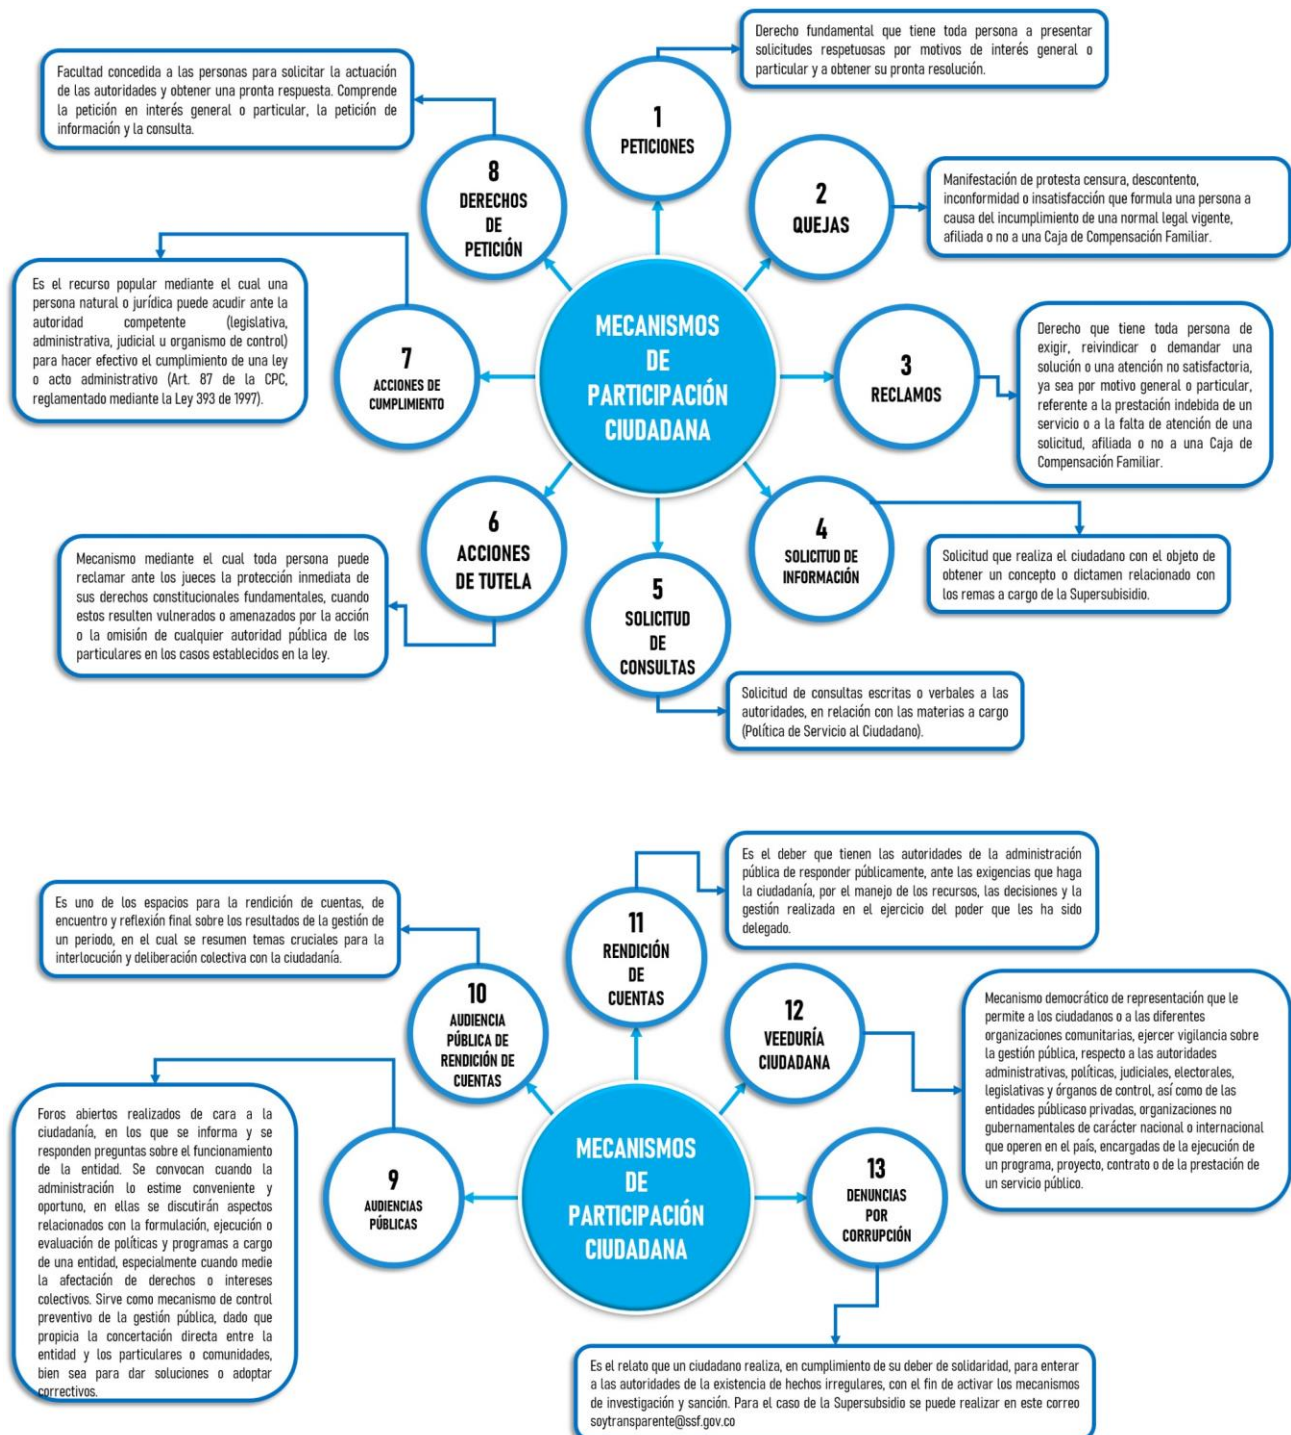 1
PETICIONES
Derecho fundamental que tiene toda persona a presentar
solicitudes respetuosas por motivos de interés general o
particular y a obtener su pronta resolución.
2
QUEJAS
Manifestación de protesta censura, descontento,
inconformidad o insatisfacción que formula una persona a
causa del incumplimiento de una normal legal vigente,
afiliada o no a una Caja de Compensación Familiar.
MECANISMOS
DE
PARTICIPACIÓN
CIUDADANA
3
RECLAMOS
Derecho que tiene toda persona de
exigir, reivindicar o demandar una
solución o una atención no satisfactoria,
ya sea por motivo general o particular,
referente a la prestación indebida de un
servicio o a la falta de atención de una
solicitud, afiliada o no a una Caja de
Compensación Familiar.
4
SOLICITUD DE
INFORMACIÓN
Solicitud que realiza el ciudadano con el objeto de
obtener un concepto o dictamen relacionado con
los remas a cargo de la Supersubisidio.
5
SOLICITUD
DE
CONSULTAS
Solicitud de consultas escritas o verbales a las
autoridades, en relación con las materias a cargo
(Política de Servicio al Ciudadano).
6
ACCIONES
DE TUTELA
Mecanismo mediante el cual toda persona puede
reclamar ante los jueces la protección inmediata de
sus derechos constitucionales fundamentales, cuando
estos resulten vulnerados o amenazados por la acción
o la omisión de cualquier autoridad pública de los
particulares en los casos establecidos en la ley.
7
ACCIONES DE
CUMPLIMIENTO
Es el recurso popular mediante el cual una
persona natural o jurídica puede acudir ante la
autoridad competente (legislativa,
administrativa, judicial u organismo de control)
para hacer efectivo el cumplimiento de una ley
o acto administrativo (Art. 87 de la CPC,
reglamentado mediante la Ley 393 de 1997).
8
DERECHOS
DE
PETICIÓN
Facultad concedida a las personas para solicitar la actuación
de las autoridades y obtener una pronta respuesta. Comprende
la petición en interés general o particular, la petición de
información y la consulta.
MECANISMOS
DE
PARTICIPACIÓN
CIUDADANA
9
AUDIENCIAS
PÚBLICAS
Foros abiertos realizados de cara a la
ciudadanía, en los que se informa y se
responden preguntas sobre el funcionamiento
de la entidad. Se convocan cuando la
administración lo estime conveniente y
oportuno, en ellas se discutirán aspectos
relacionados con la formulación, ejecución o
evaluación de políticas y programas a cargo
de una entidad, especialmente cuando medie
la afectación de derechos o intereses
colectivos. Sirve como mecanismo de control
preventivo de la gestión pública, dado que
propicia la concertación directa entre la
entidad y los particulares o comunidades,
bien sea para dar soluciones o adoptar
correctivos.
10
AUDIENCIA
PÚBLICA DE
RENDICIÓN DE
CUENTAS
Es uno de los espacios para la rendición de cuentas, de
encuentro y reflexión final sobre los resultados de la gestión de
un periodo, en el cual se resumen temas cruciales para la
interlocución y deliberación colectiva con la ciudadanía.
11
RENDICIÓN
DE
CUENTAS
Es el deber que tienen las autoridades de la administración
pública de responder públicamente, ante las exigencias que haga
la ciudadanía, por el manejo de los recursos, las decisiones y la
gestión realizada en el ejercicio del poder que les ha sido
delegado.
12
VEEDURÍA
CIUDADANA
Mecanismo democrático de representación que le
permite a los ciudadanos o a las diferentes
organizaciones comunitarias, ejercer vigilancia sobre
la gestión pública, respecto a las autoridades
administrativas, políticas, judiciales, electorales,
legislativas y órganos de control, así como de las
entidades públicaso privadas, organizaciones no
gubernamentales de carácter nacional o internacional
que operen en el país, encargadas de la ejecución de
un programa, proyecto, contrato o de la prestación de
un servicio público.
13
DENUNCIAS
POR
CORRUPCIÓN
Es el relato que un ciudadano realiza, en cumplimiento de su deber de solidaridad, para enterar
a las autoridades de la existencia de hechos irregulares, con el fin de activar los mecanismos
de investigación y sanción. Para el caso de la Supersubsidio se puede realizar en este correo
soytransparente@ssf.gov.co